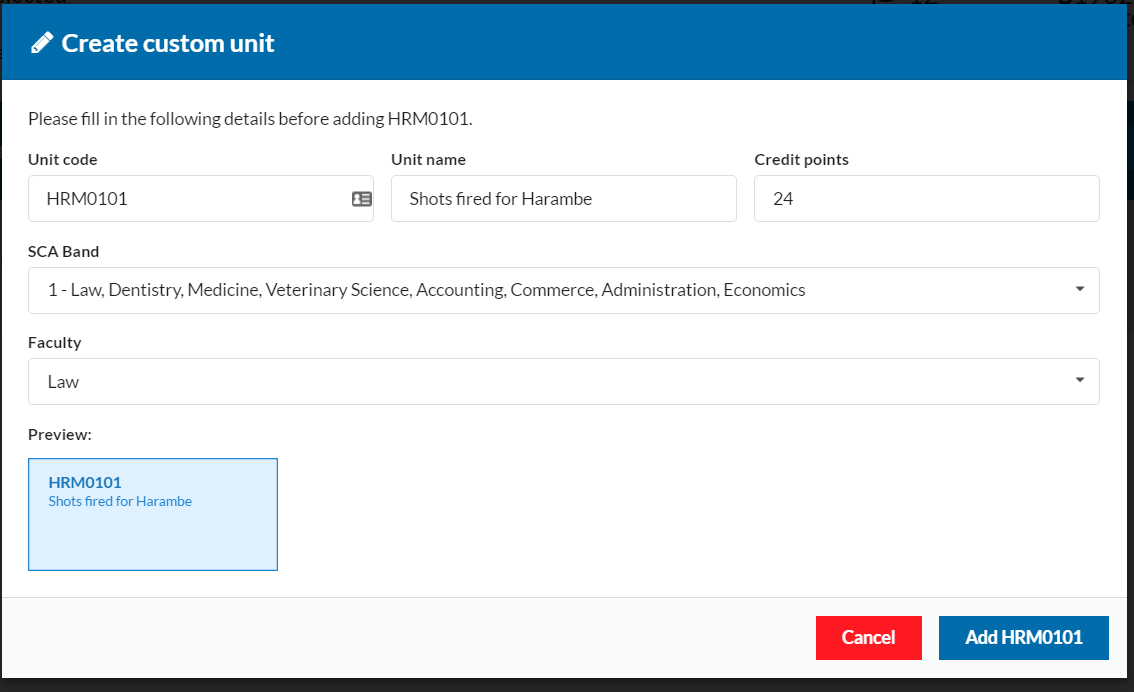 Create custom unit
Please fill in the following details before adding HRM0101.
Unit code
Unit name
Credit points
HRM0101
Shots fired for Harambe
24
SCA Band
1 - Law, Dentistry, Medicine, Veterinary Science, Accounting, Commerce, Administration, Economics
Faculty
Law
Preview:
HRM0101
Shots fired for Harambe
Cancel
Add HRM0101